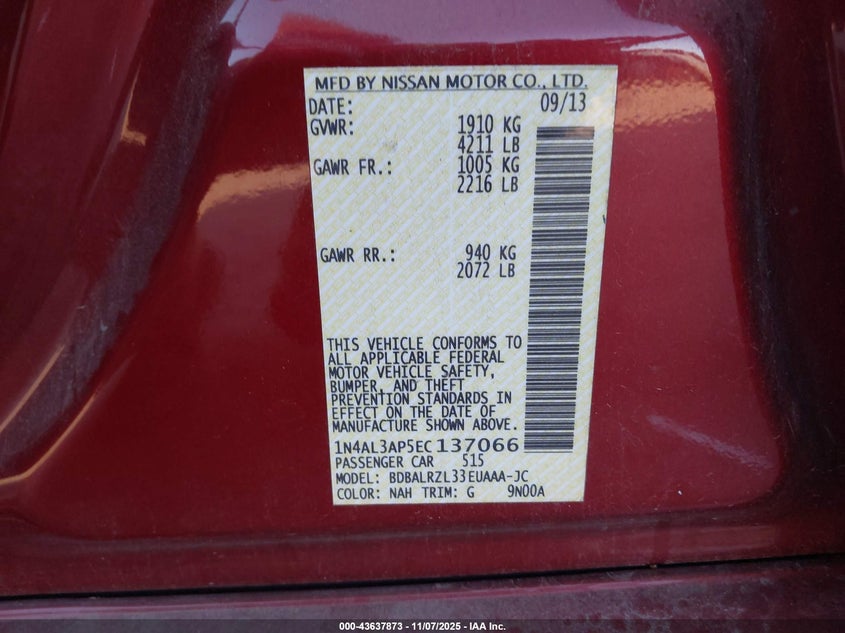 MFD BY NISSAN MOTOR CO., LTD.
DATE: 09/13
GVWR: 1910 KG
4211 LB
GAWR FR.: 1005 KG
2216 LB
GAWR RR.: 940 KG
2072 LB
THIS VEHICLE CONFORMS TO
ALL APPLICABLE FEDERAL
MOTOR VEHICLE SAFETY,
BUMPER, AND THEFT
PREVENTION STANDARDS IN
EFFECT ON THE DATE OF
MANUFACTURE SHOWN ABOVE.
1N4AL3AP5EC137066
PASSENGER CAR 515
MODEL: BDBALRZL33EUAAA-JC
COLOR: NAH TRIM: G 9N00A
000-43637873 - 11/07/2025 - IAA Inc.